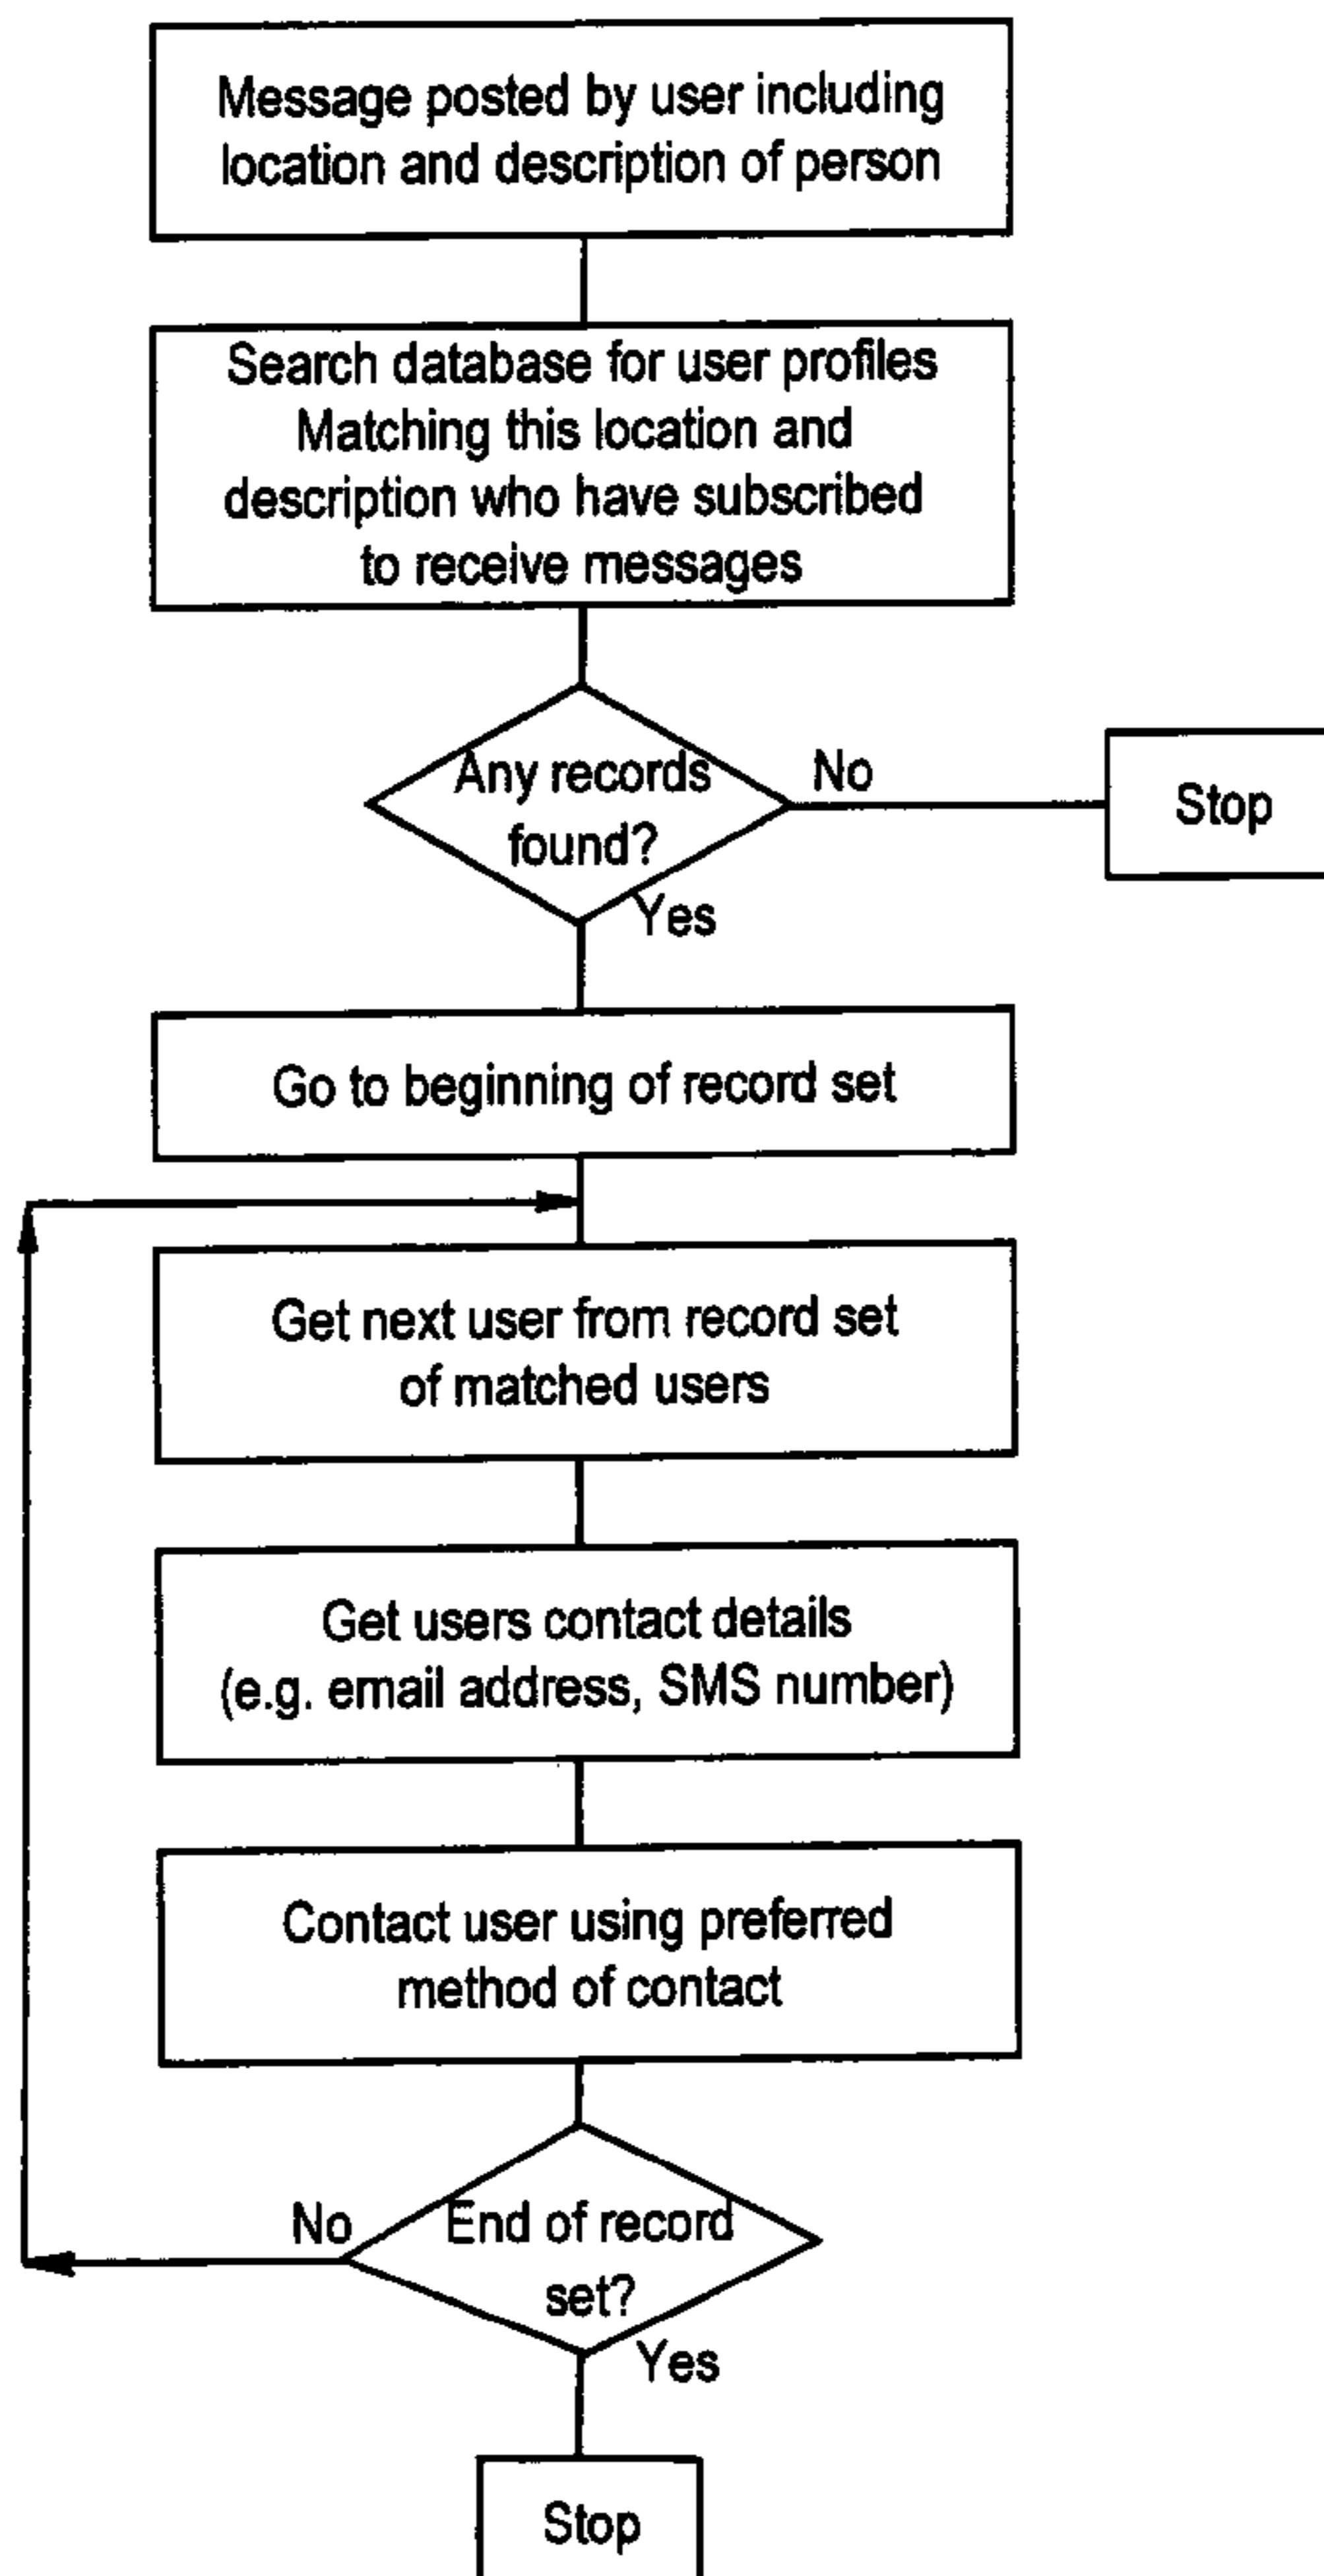 Message posted by user including
location and description of person
Search database for user profiles
Matching this location and
description who have subscribed
to receive messages
Any records
found?
No
Stop
Yes
Go to beginning of record set
Get next user from record set
of matched users
Get users contact details
(e.g. email address, SMS number)
Contact user using preferred
method of contact
No
End of record
set?
Yes
Stop